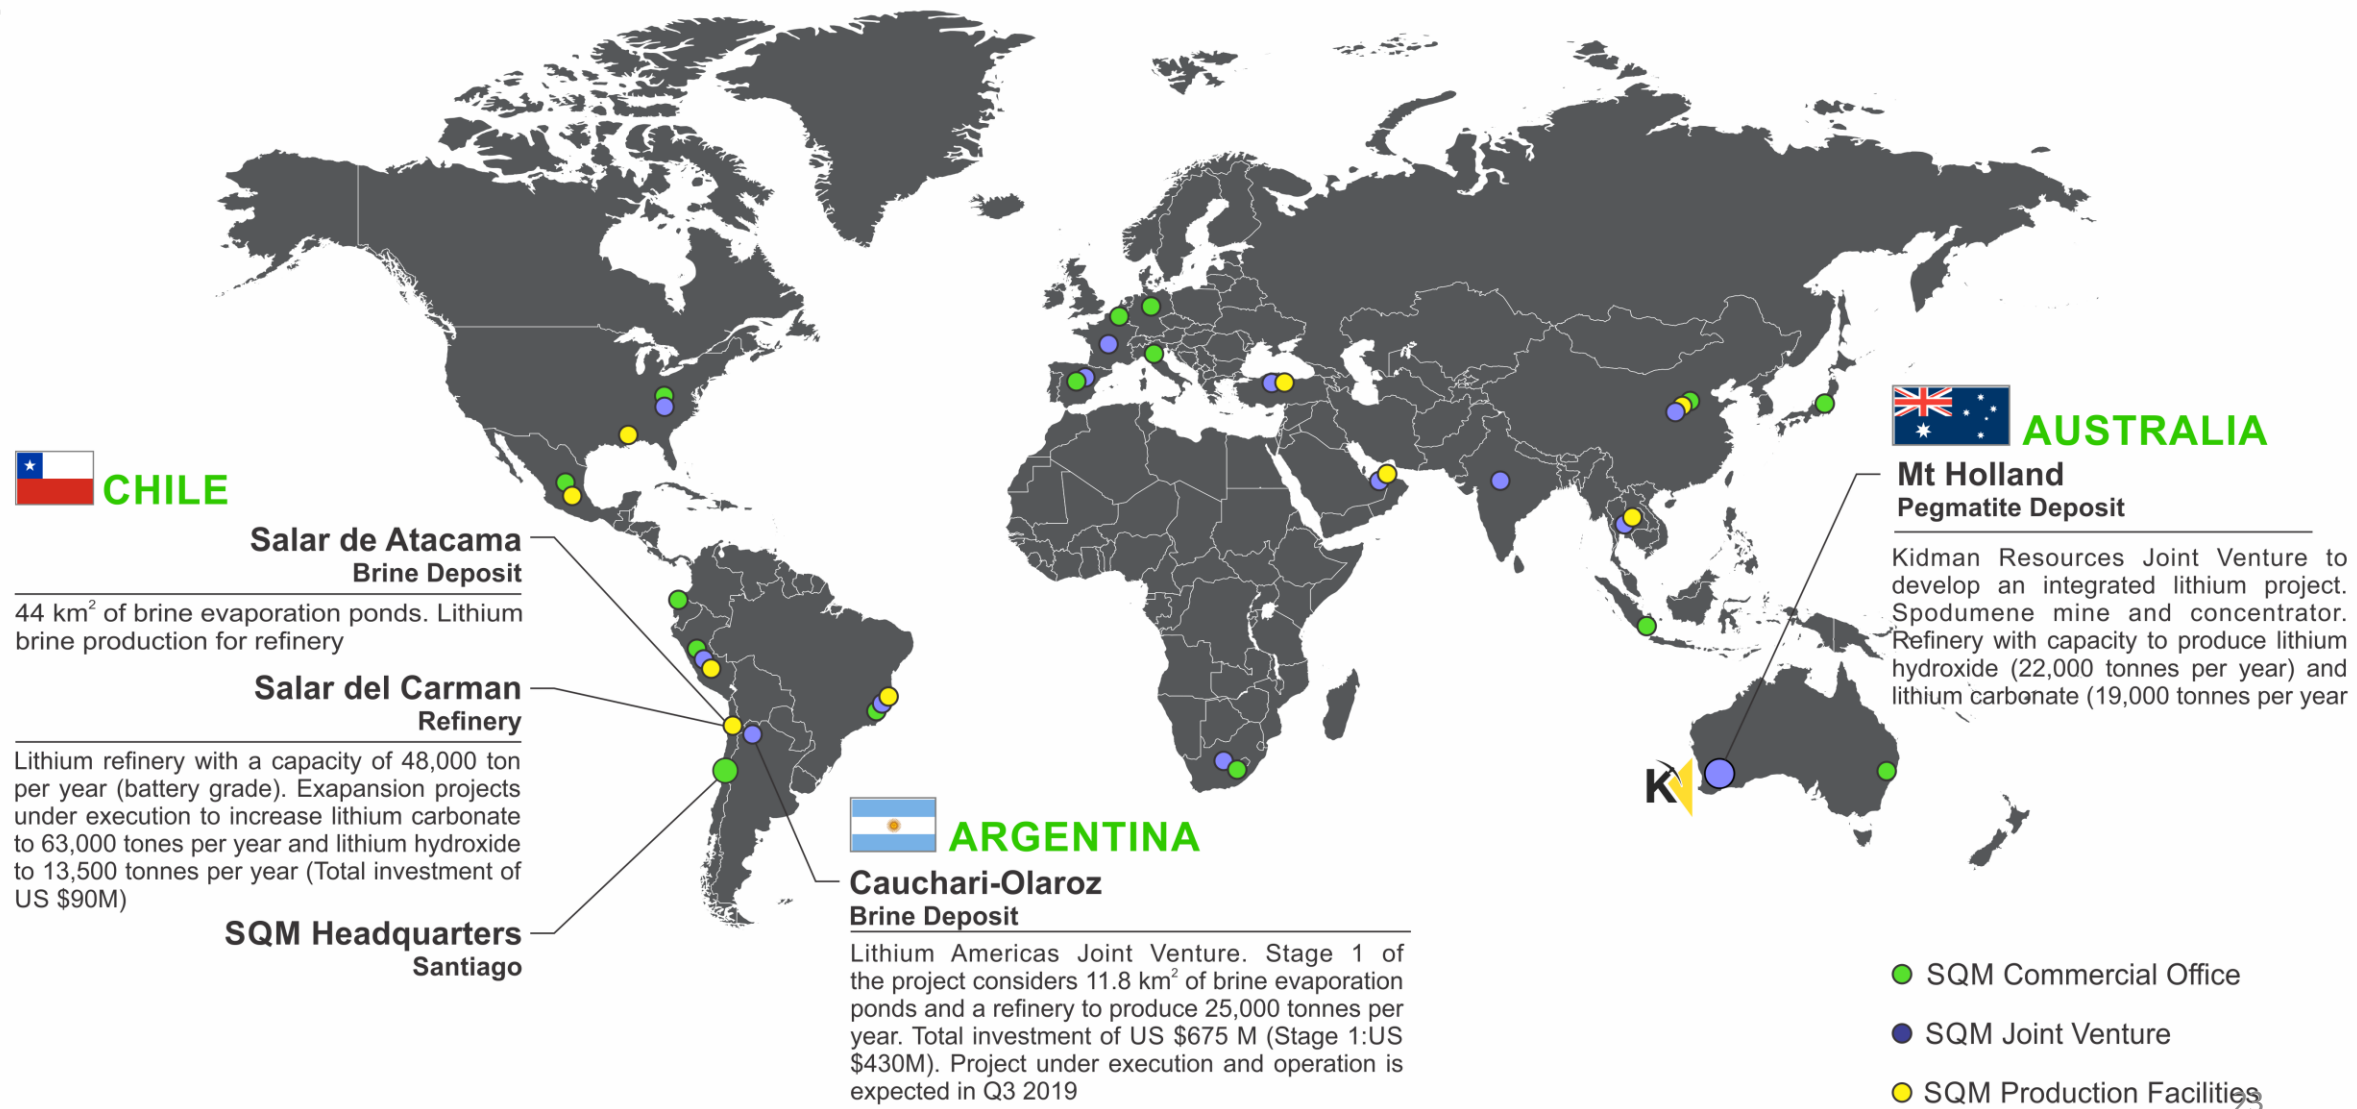 CHILE
Salar de Atacama
Brine Deposit
44 km² of brine evaporation ponds. Lithium
brine production for refinery
Salar del Carman
Refinery
Lithium refinery with a capacity of 48,000 ton
per year (battery grade). Exapansion projects
under execution to increase lithium carbonate
to 63,000 tones per year and lithium hydroxide
to 13,500 tonnes per year (Total investment of
US $90M)
SQM Headquarters
Santiago
ARGENTINA
Cauchari-Olaroz
Brine Deposit
Lithium Americas Joint Venture. Stage 1 of
the project considers 11.8 km² of brine evaporation
ponds and a refinery to produce 25,000 tonnes per
year. Total investment of US $675 M (Stage 1:US
$430M). Project under execution and operation is
expected in Q3 2019
AUSTRALIA
Mt Holland
Pegmatite Deposit
Kidman Resources Joint Venture to
develop an integrated lithium project.
Spodumene mine and concentrator.
Refinery with capacity to produce lithium
hydroxide (22,000 tonnes per year) and
lithium carbonate (19,000 tonnes per year
K
SQM Commercial Office
SQM Joint Venture
SQM Production Facilities
23